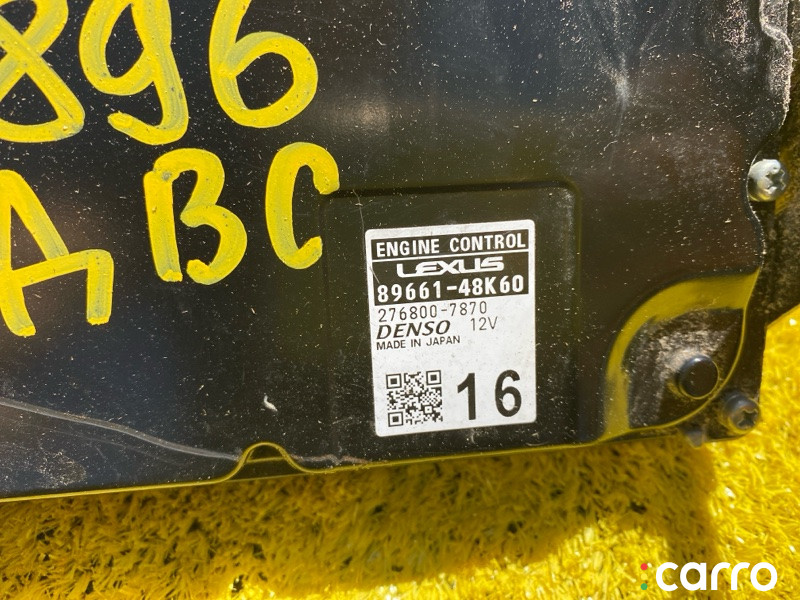 896
ABC
ENGINE CONTROL
LEXUS
89661-48K60
276800-7870
DENSO 12V
MADE IN JAPAN
16
carro